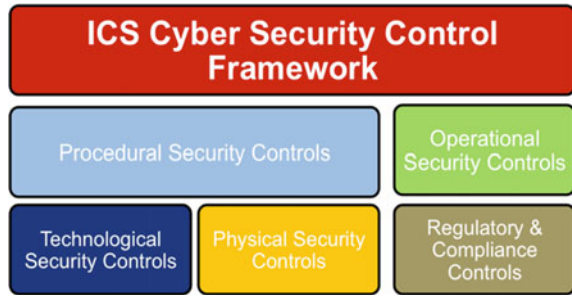 ICS Cyber Security Control
Framework
Procedural Security Controls
Operational
Security Controls
Technological
Security Controls
Physical Security
Controls
Regulatory &
Compliance
Controls